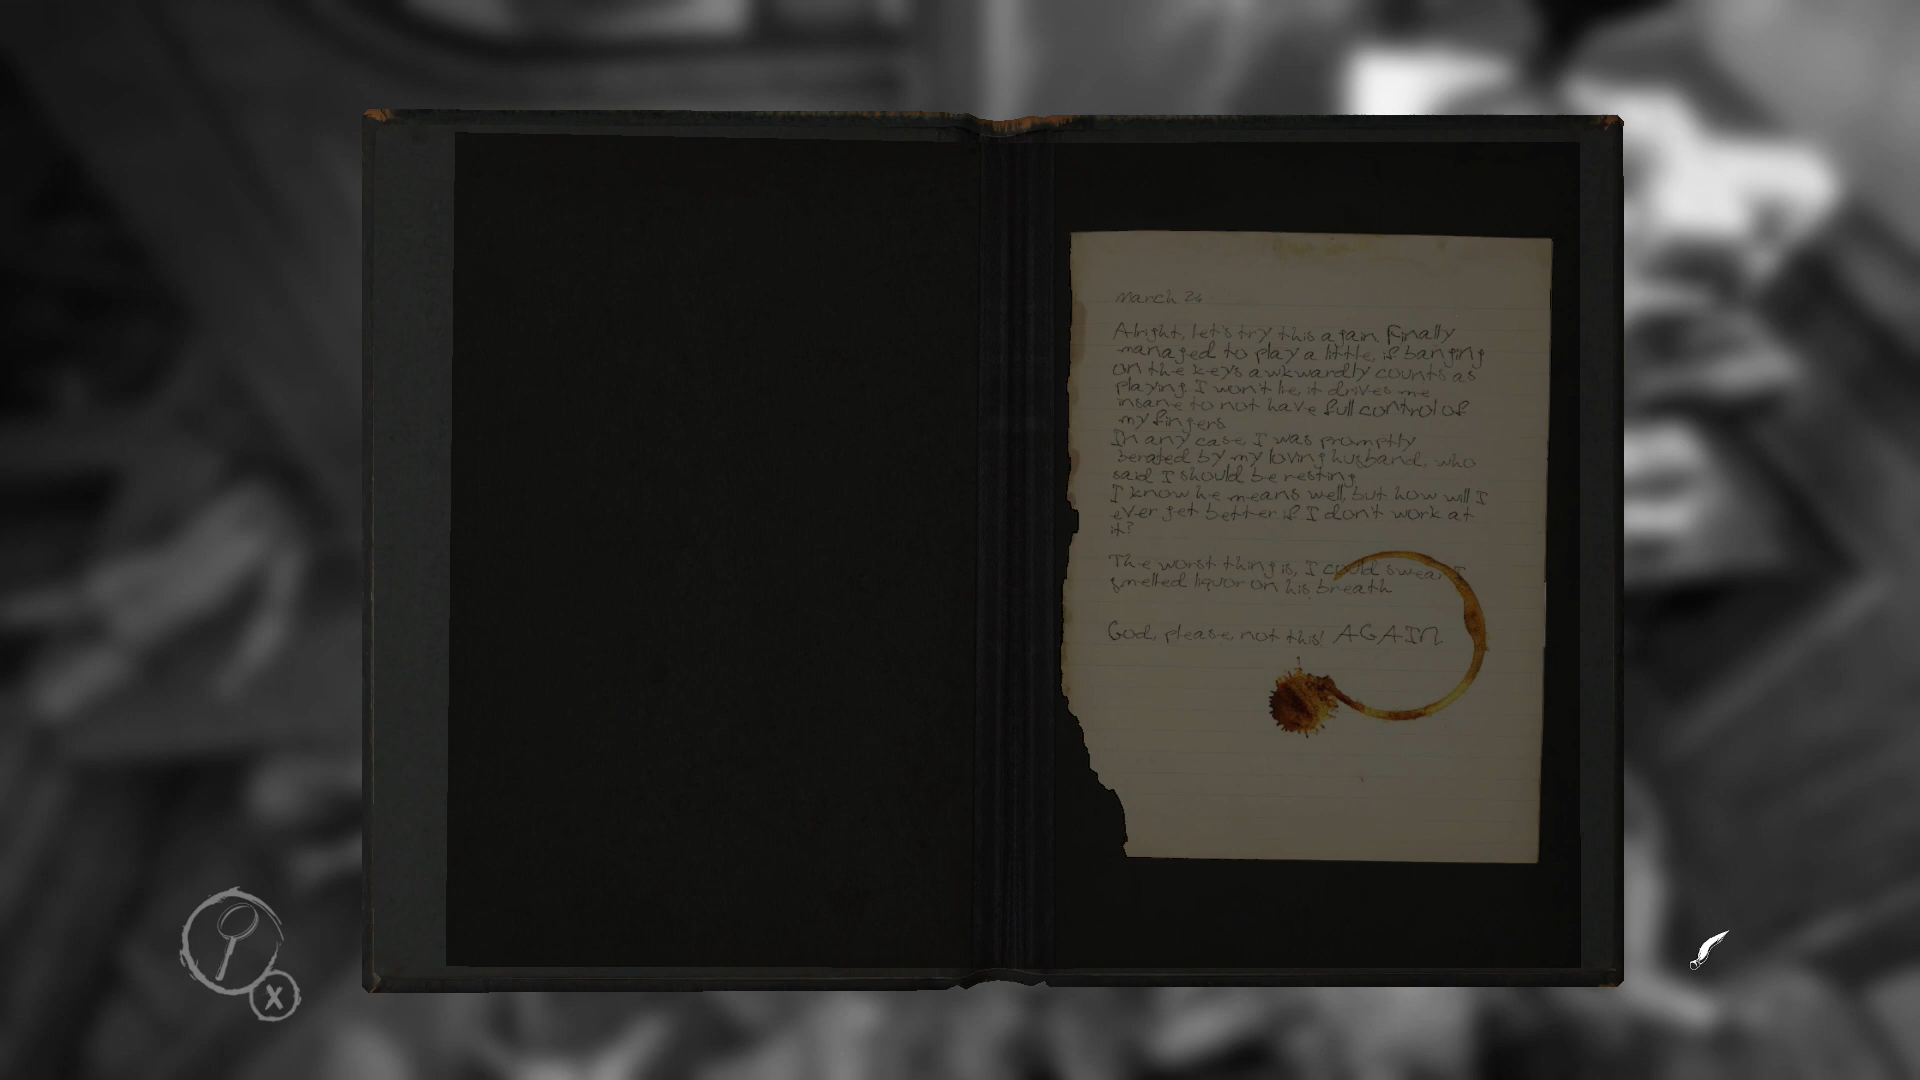 March 26
Alright, let's try this again. Finally
managed to play a little, if banging
on the keys awkwardly counts as
playing. I won't lie, it drives me
insane to not have full control of
my fingers
In any case, I was promptly
berated by my loving husband, who
said I should be resting
I know he means well, but how will I
ever get better if I don't work at
it?
The worst thing is, I could swear I
smelled liquor on his breath
God, please, not this! AGAIN.
X